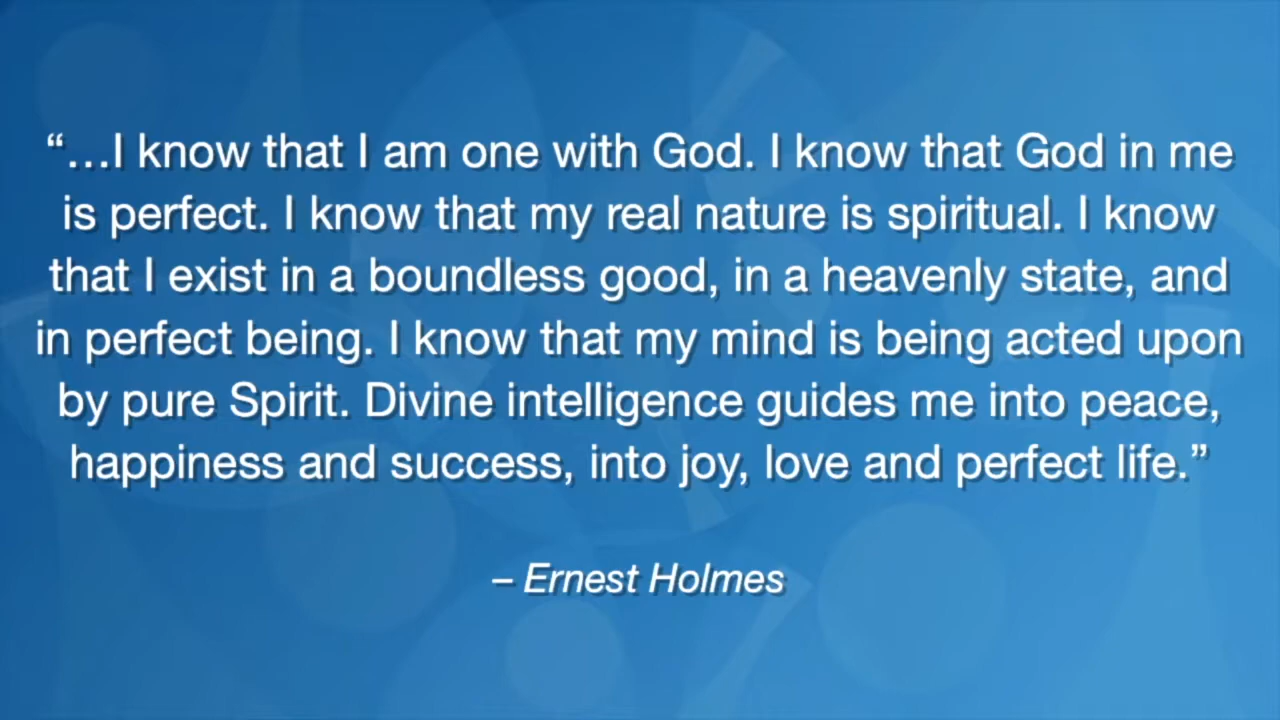 “…I know that I am one with God. I know that God in me
is perfect. I know that my real nature is spiritual. I know
that I exist in a boundless good, in a heavenly state, and
in perfect being. I know that my mind is being acted upon
by pure Spirit. Divine intelligence guides me into peace,
happiness and success, into joy, love and perfect life.”
– Ernest Holmes